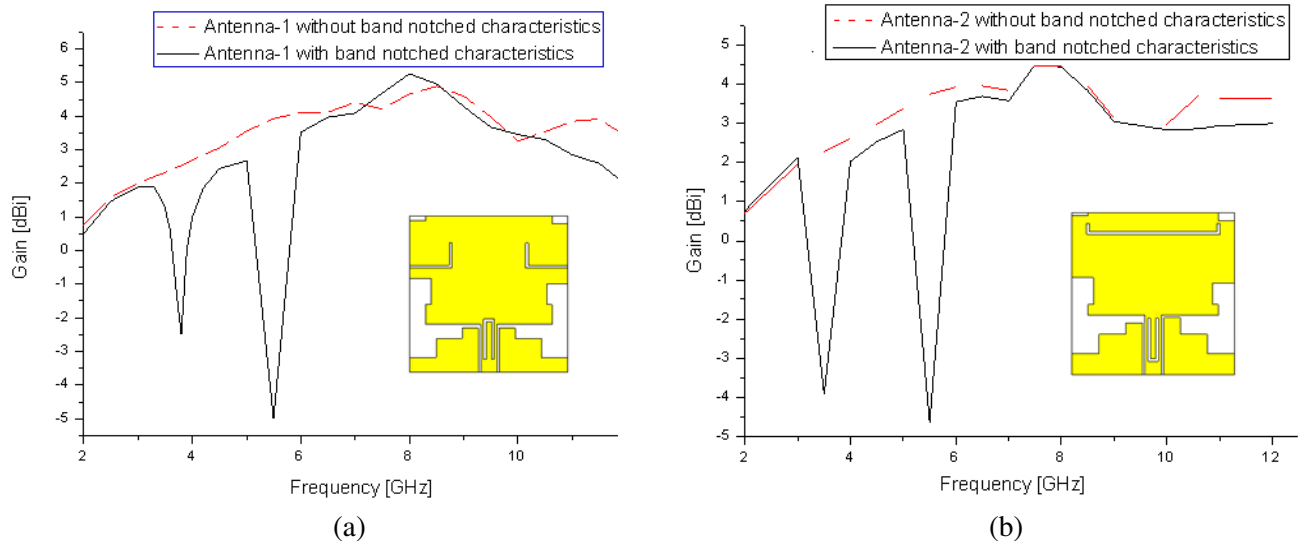 Antenna-1 without band notched characteristics
Antenna-1 with band notched characteristics
6
5
4
3
2
1
0
-1
-2
-3
-4
-5
Gain [dBi]
2 4 6 8 10
Frequency [GHz]
(a)
Antenna-2 without band notched characteristics
Antenna-2 with band notched characteristics
5
4
3
2
1
0
-1
-2
-3
-4
-5
Gain [dBi]
2 4 6 8 10 12
Frequency [GHz]
(b)